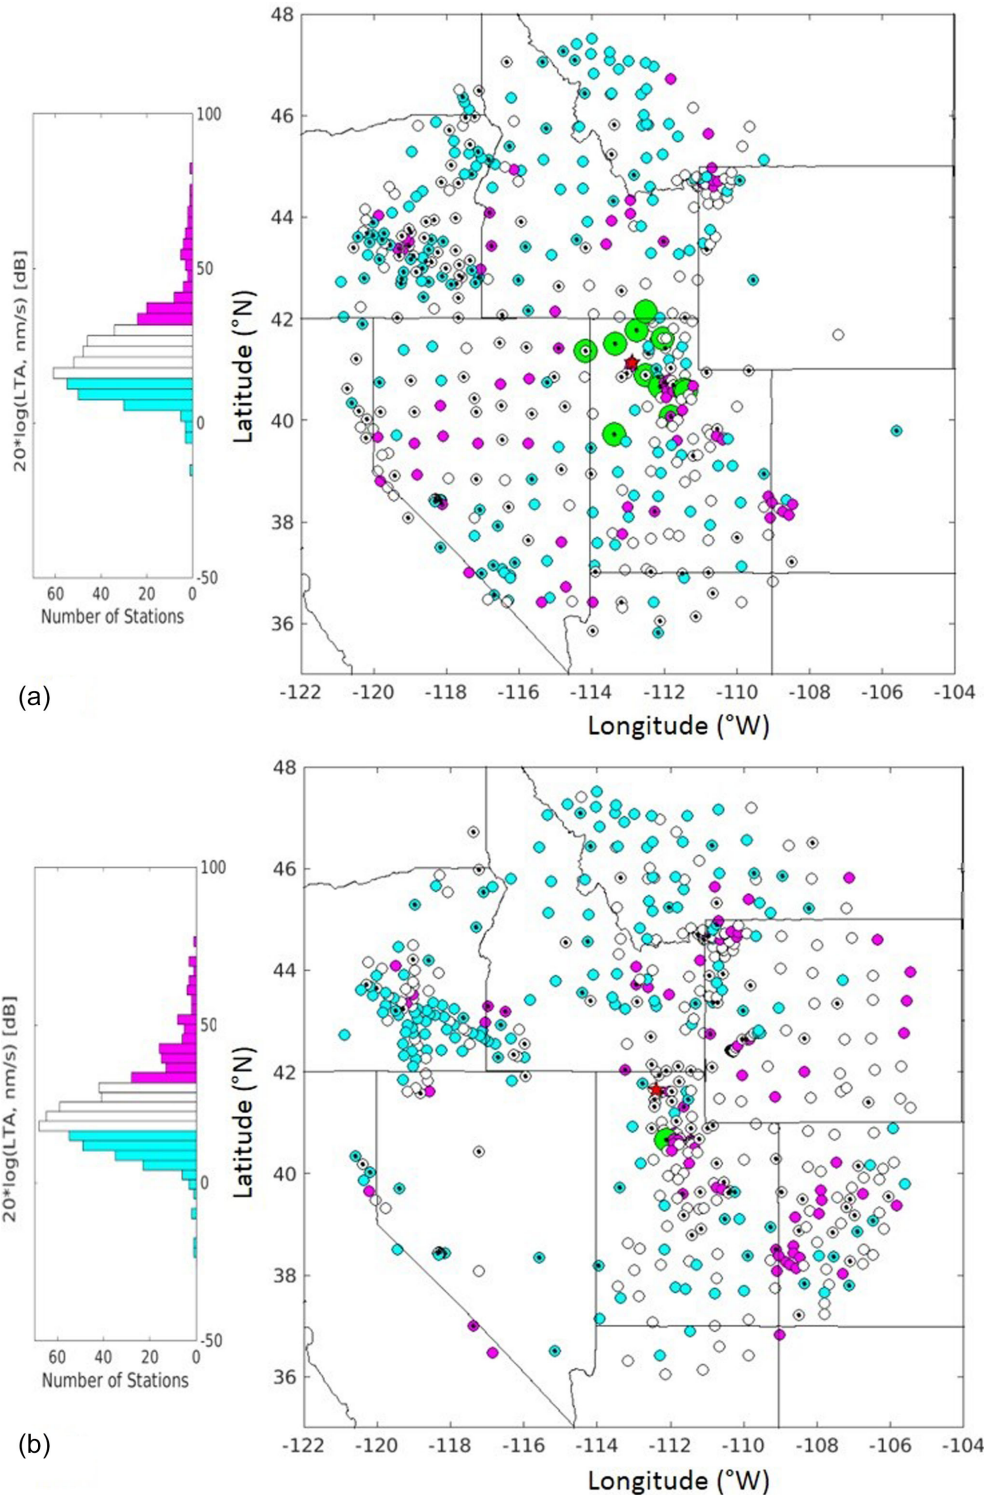 48
46
44
42
40
38
36
-122 -120 -118 -116 -114 -112 -110 -108 -106 -104
Latitude (°N)
Longitude (°W)
100
50
0
-50
20*log(LTA, nm/s) [dB]
60 40 20 0
Number of Stations
(a)
48
46
44
42
40
38
36
-122 -120 -118 -116 -114 -112 -110 -108 -106 -104
Latitude (°N)
Longitude (°W)
100
50
0
-50
20*log(LTA, nm/s) [dB]
60 40 20 0
Number of Stations
(b)